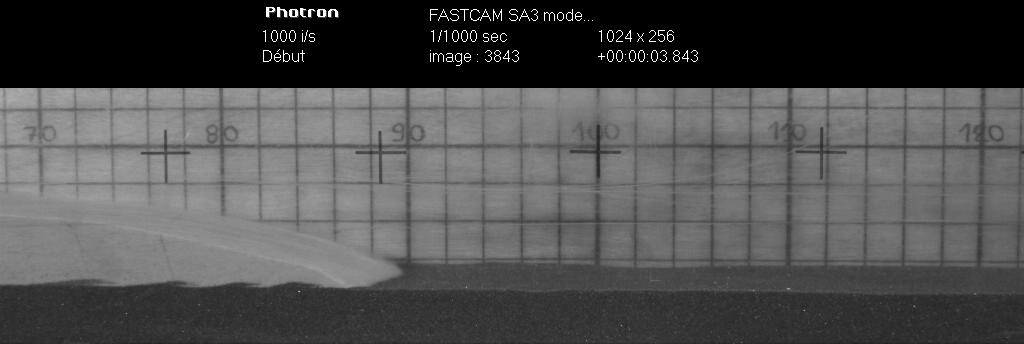 Photron FASTCAM SA3 mode...
1000 i/s 1/1000 sec 1024 x 256
Début image : 3843 +00:00:03.843
70 80 90 100 110 120